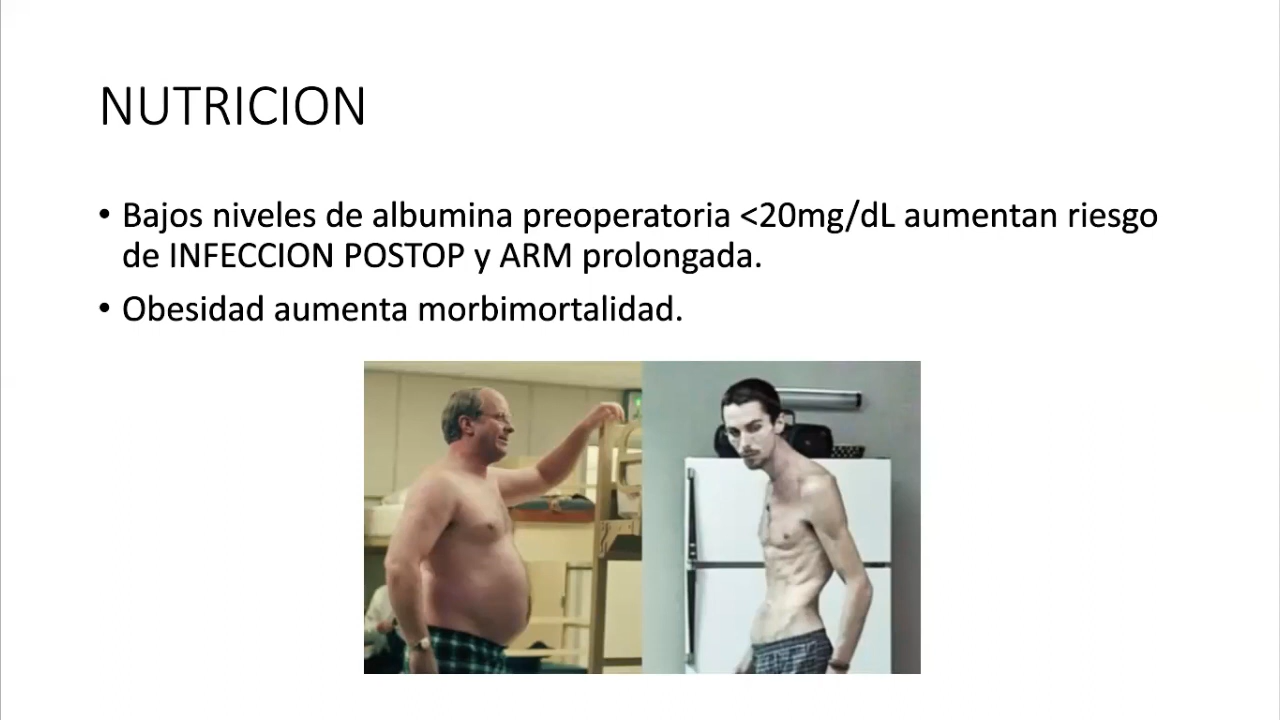 NUTRICION
• Bajos niveles de albumina preoperatoria <20mg/dL aumentan riesgo
de INFECCION POSTOP y ARM prolongada.
• Obesidad aumenta morbimortalidad.